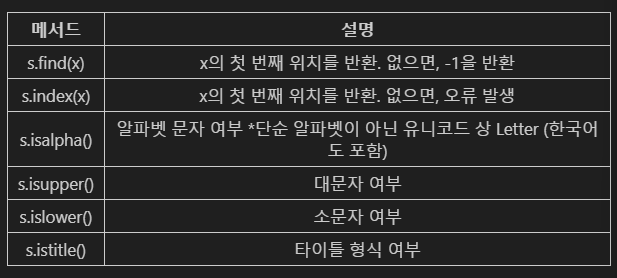 메서드 설명
s.find(x) x의 첫 번째 위치를 반환. 없으면, -1을 반환
s.index(x) x의 첫 번째 위치를 반환. 없으면, 오류 발생
s.isalpha() 알파벳 문자 여부 *단순 알파벳이 아닌 유니코드 상 Letter (한국어
도 포함)
s.isupper() 대문자 여부
s.islower() 소문자 여부
s.istitle() 타이틀 형식 여부